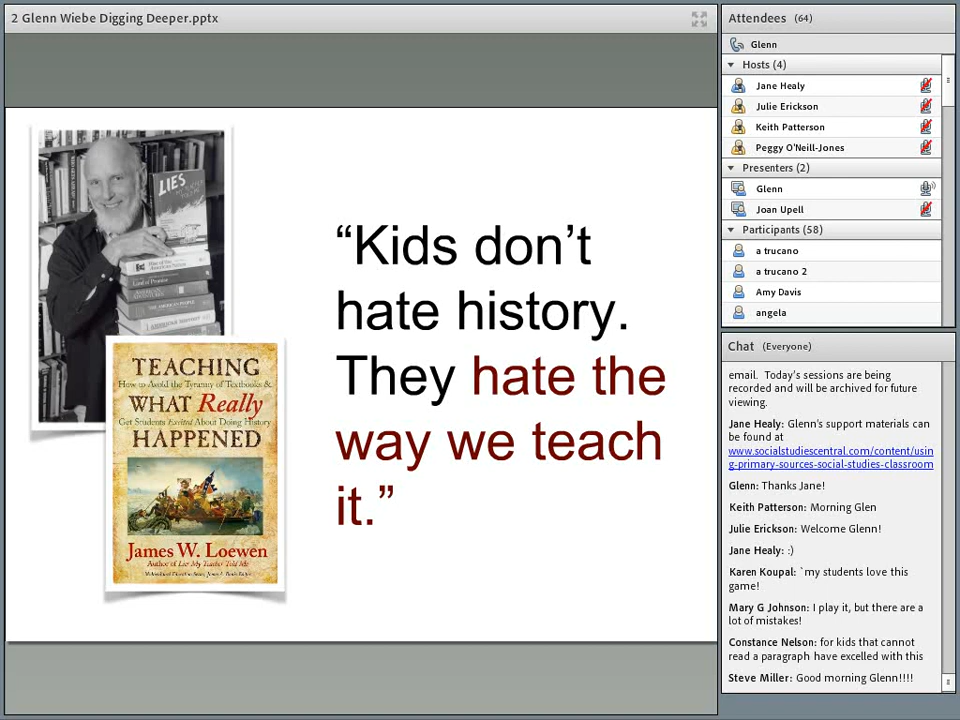 2 Glenn Wiebe Digging Deeper.pptx
LIES
TEACHING
How to Avoid the Tyranny of Textbooks &
WHAT Really
Get Students Excited About Doing History
HAPPENED
James W. Loewen
Author of Lies My Teacher Told Me
“Kids don’t
hate history.
They hate the
way we teach
it.”
Attendees (64)
Glenn
Hosts (4)
Jane Healy
Julie Erickson
Keith Patterson
Peggy O'Neill-Jones
Presenters (2)
Glenn
Joan Upell
Participants (58)
a trucano
a trucano 2
Amy Davis
angela
Chat (Everyone)
email. Today's sessions are being
recorded and will be archived for future
viewing.
Jane Healy: Glenn's support materials can
be found at
www.socialstudiescentral.com/content/usin
g-primary-sources-social-studies-classroom
Glenn: Thanks Jane!
Keith Patterson: Morning Glen
Julie Erickson: Welcome Glenn!
Jane Healy: :)
Karen Koupal: `my students love this
game!
Mary G Johnson: I play it, but there are a
lot of mistakes!
Constance Nelson: for kids that cannot
read a paragraph have excelled with this
Steve Miller: Good morning Glenn!!!!